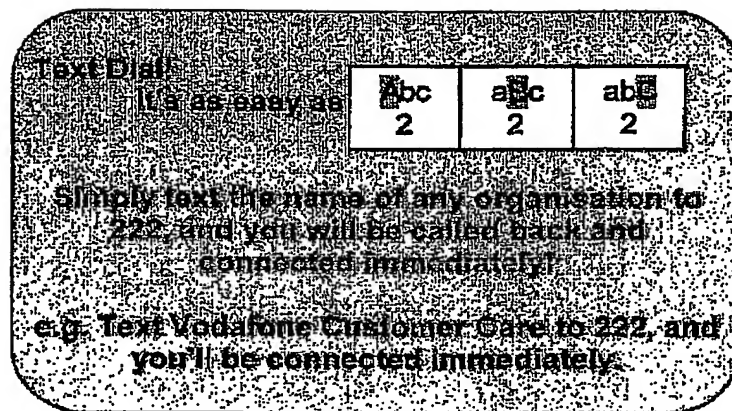 Text Dial!
It's as easy as
Abc aBc abC
2 2 2
Simply text the name of any organisation to
222, and you will be called back and
connected immediately!
e.g. Text Vodafone Customer Care to 222, and
you'll be connected immediately.